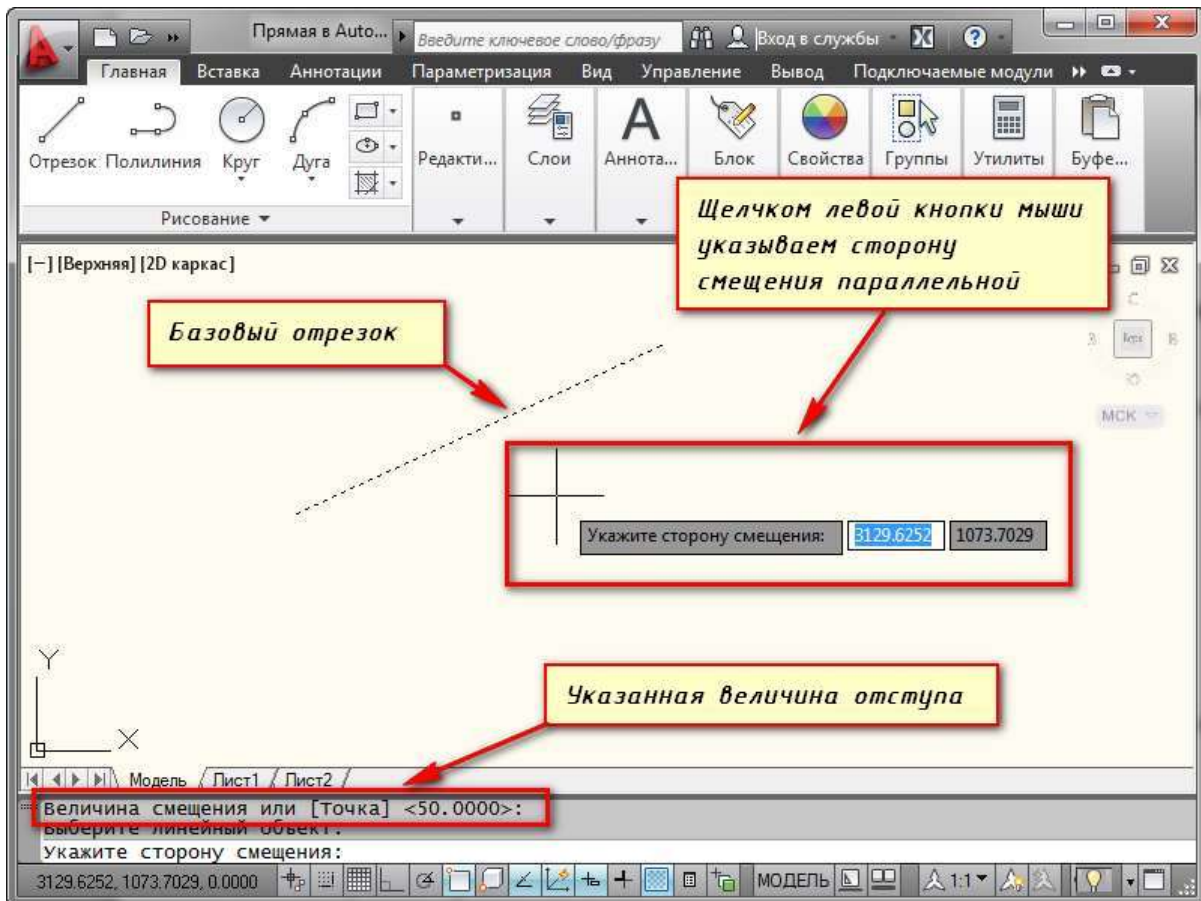 Прямая в Auto...
Введите ключевое слово/фразу
Вход в службы
Главная Вставка Аннотации Параметризация Вид Управление Вывод Подключаемые модули
Отрезок Полилиния Круг Дуга
Редакти... Слои Аннота... Блок Свойства Группы Утилиты Буфе...
Рисование
Щелчком левой кнопки мыши
указываем сторону
смещения параллельной
[−] [Верхняя] [2D каркас]
Базовый отрезок
С
З Верх В
Ю
МСК
Укажите сторону смещения: 3129.6252 1073.7029
Y
X
Указанная величина отступа
Модель Лист1 Лист2
Величина смещения или [Точка] <50.0000>:
Выберите линейный объект:
Укажите сторону смещения:
3129.6252, 1073.7029, 0.0000 МОДЕЛЬ 1:1